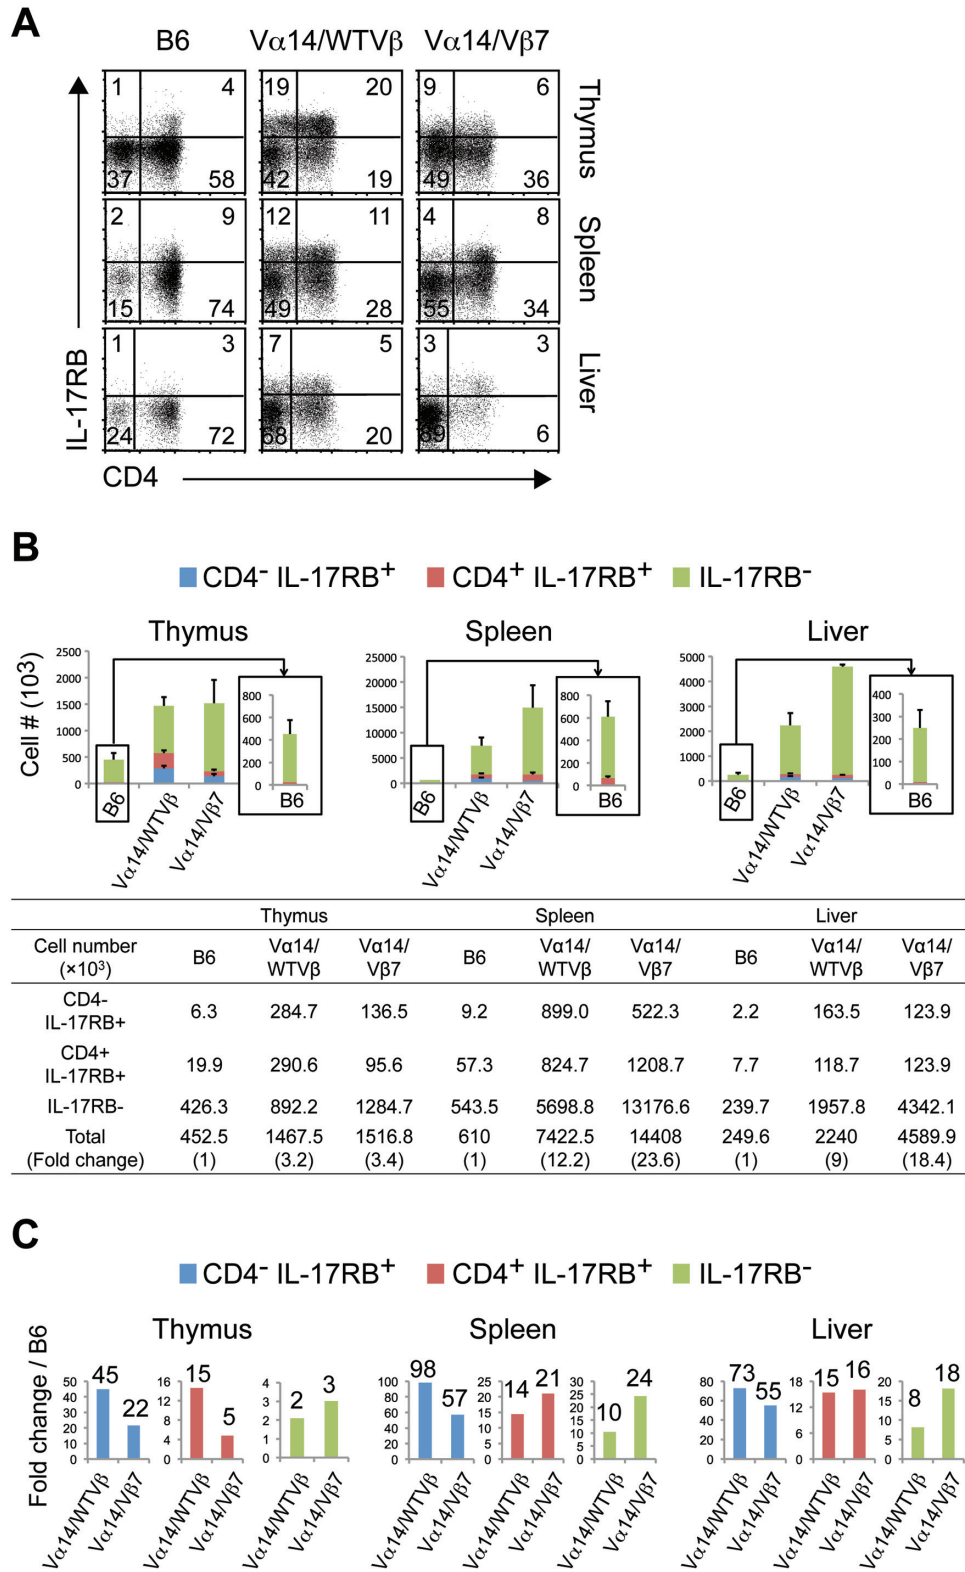 A
B6 Vα14/WTVβ Vα14/Vβ7
1 4 19 20 9 6
37 58 42 19 49 36
Thymus
2 9 12 11 4 8
15 74 49 28 55 34
Spleen
1 3 7 5 3 3
24 72 68 20 89 6
Liver
IL-17RB
CD4
B
CD4- IL-17RB+ CD4+ IL-17RB+ IL-17RB-
Thymus Spleen Liver
Cell # (103)
2500
2000
1500
1000
500
0
B6
Vα14/WTVβ
Vα14/Vβ7
800
600
400
200
0
B6
25000
20000
15000
10000
5000
0
B6
Vα14/WTVβ
Vα14/Vβ7
800
600
400
200
0
B6
5000
4000
3000
2000
1000
0
B6
Vα14/WTVβ
Vα14/Vβ7
400
300
200
100
0
B6
Thymus Spleen Liver
Cell number (×10³) B6 Vα14/WTVβ Vα14/Vβ7 B6 Vα14/WTVβ Vα14/Vβ7 B6 Vα14/WTVβ Vα14/Vβ7
CD4- IL-17RB+ 6.3 284.7 136.5 9.2 899.0 522.3 2.2 163.5 123.9
CD4+ IL-17RB+ 19.9 290.6 95.6 57.3 824.7 1208.7 7.7 118.7 123.9
IL-17RB- 426.3 892.2 1284.7 543.5 5698.8 13176.6 239.7 1957.8 4342.1
Total 452.5 1467.5 1516.8 610 7422.5 14408 249.6 2240 4589.9
(Fold change) (1) (3.2) (3.4) (1) (12.2) (23.6) (1) (9) (18.4)
C
CD4- IL-17RB+ CD4+ IL-17RB+ IL-17RB-
Thymus Spleen Liver
Fold change / B6
50
40
30
20
10
0
45 22
Vα14/WTVβ
Vα14/Vβ7
16
12
8
4
0
15 5
Vα14/WTVβ
Vα14/Vβ7
4
3
2
1
0
2 3
Vα14/WTVβ
Vα14/Vβ7
100
80
60
40
20
0
98 57
Vα14/WTVβ
Vα14/Vβ7
25
20
15
10
5
0
14 21
Vα14/WTVβ
Vα14/Vβ7
30
25
20
15
10
5
0
10 24
Vα14/WTVβ
Vα14/Vβ7
80
60
40
20
0
73 55
Vα14/WTVβ
Vα14/Vβ7
18
12
6
0
15 16
Vα14/WTVβ
Vα14/Vβ7
20
15
10
5
0
8 18
Vα14/WTVβ
Vα14/Vβ7